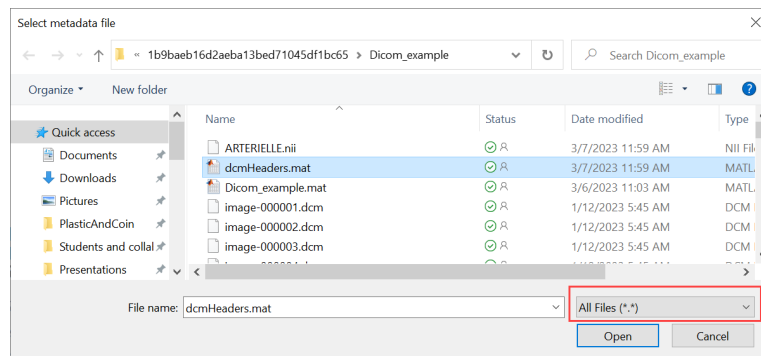 Select metadata file
« 1b9baeb16d2aeba13bed71045df1bc65 > Dicom_example
Search Dicom_example
Organize
New folder
Name Status Date modified Type
Quick access
Documents
Downloads
Pictures
PlasticAndCoin
Students and collal
Presentations
ARTERIELLE.nii 3/7/2023 11:59 AM NII Fil
dcmHeaders.mat 3/7/2023 11:59 AM MATL
Dicom_example.mat 3/6/2023 11:03 AM MATL
image-000001.dcm 1/12/2023 5:45 AM DCM
image-000002.dcm 1/12/2023 5:45 AM DCM
image-000003.dcm 1/12/2023 5:45 AM DCM
File name: dcmHeaders.mat
All Files (*.*)
Open Cancel